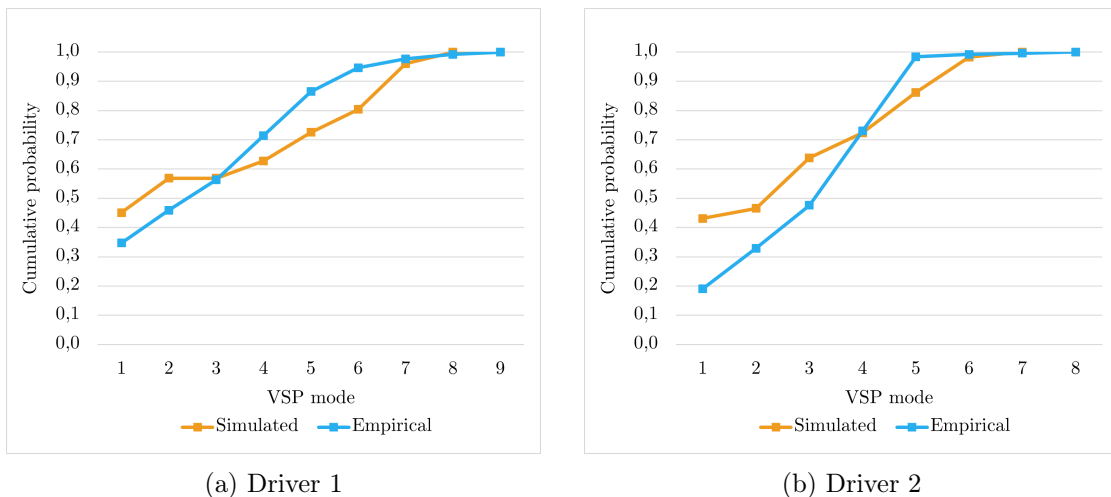 Cumulative probability
1,0
0,9
0,8
0,7
0,6
0,5
0,4
0,3
0,2
0,1
0,0
1 2 3 4 5 6 7 8 9
VSP mode
Simulated Empirical
(a) Driver 1
Cumulative probability
1,0
0,9
0,8
0,7
0,6
0,5
0,4
0,3
0,2
0,1
0,0
1 2 3 4 5 6 7 8
VSP mode
Simulated Empirical
(b) Driver 2